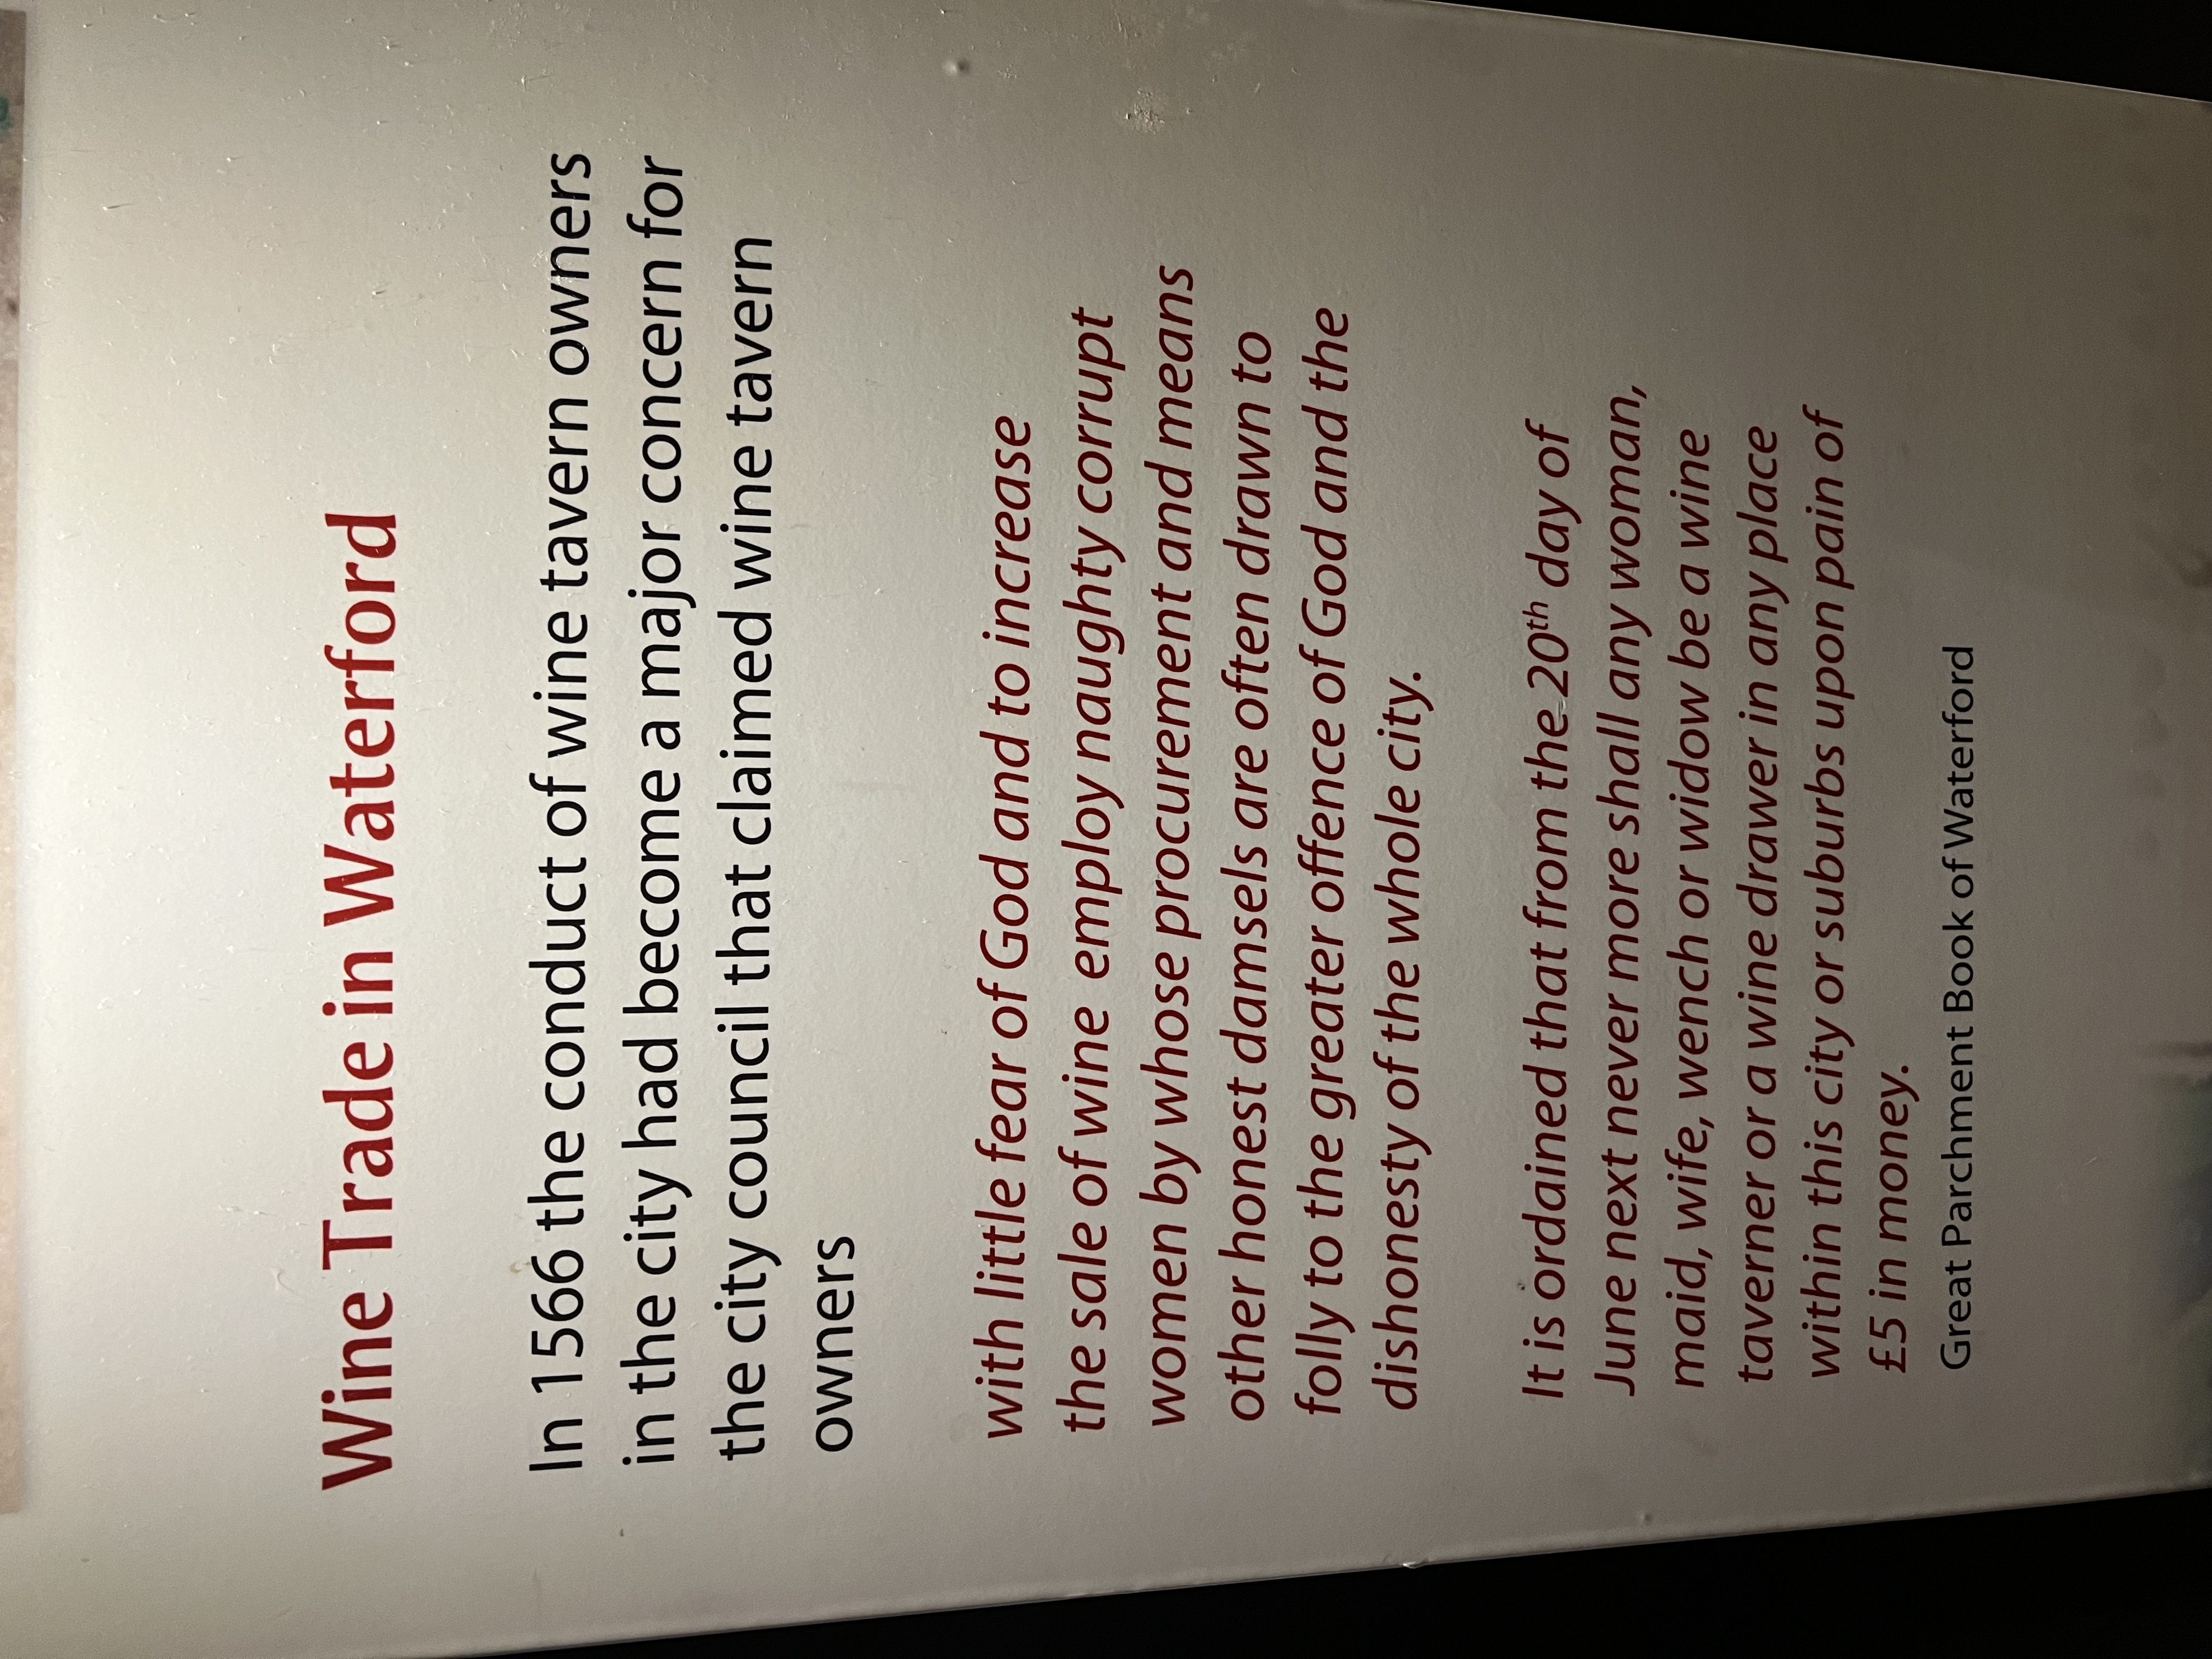 Wine Trade in Waterford
In 1566 the conduct of wine tavern owners
in the city had become a major concern for
the city council that claimed wine tavern
owners
with little fear of God and to increase
the sale of wine employ naughty corrupt
women by whose procurement and means
other honest damsels are often drawn to
folly to the greater offence of God and the
dishonesty of the whole city.
It is ordained that from the 20th day of
June next never more shall any woman,
maid, wife, wench or widow be a wine
taverner or a wine drawer in any place
within this city or suburbs upon pain of
£5 in money.
Great Parchment Book of Waterford